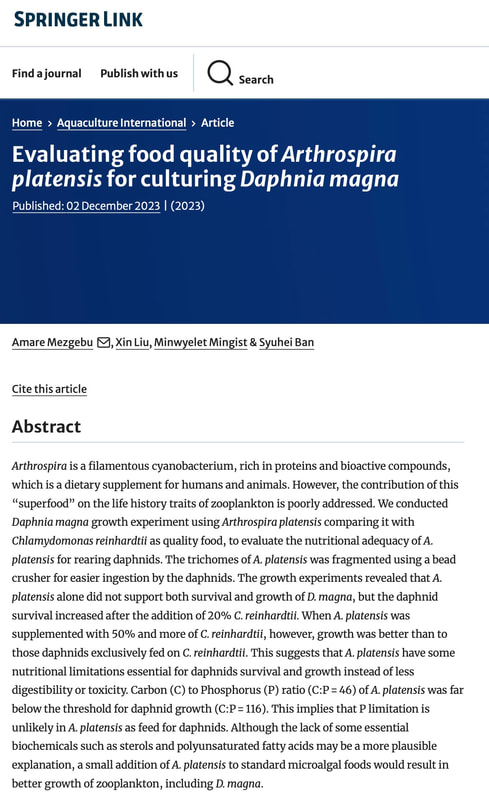 SPRINGER LINK
Find a journal Publish with us Search
Home › Aquaculture International › Article
Evaluating food quality of Arthrospira
platensis for culturing Daphnia magna
Published: 02 December 2023 | (2023)
Amare Mezgebu, Xin Liu, Minwyelet Mingist & Syuhei Ban
Cite this article
Abstract
Arthrospira is a filamentous cyanobacterium, rich in proteins and bioactive compounds,
which is a dietary supplement for humans and animals. However, the contribution of this
“superfood” on the life history traits of zooplankton is poorly addressed. We conducted
Daphnia magna growth experiment using Arthrospira platensis comparing it with
Chlamydomonas reinhardtii as quality food, to evaluate the nutritional adequacy of A.
platensis for rearing daphnids. The trichomes of A. platensis was fragmented using a bead
crusher for easier ingestion by the daphnids. The growth experiments revealed that A.
platensis alone did not support both survival and growth of D. magna, but the daphnid
survival increased after the addition of 20% C. reinhardtii. When A. platensis was
supplemented with 50% and more of C. reinhardtii, however, growth was better than to
those daphnids exclusively fed on C. reinhardtii. This suggests that A. platensis have some
nutritional limitations essential for daphnids survival and growth instead of less
digestibility or toxicity. Carbon (C) to Phosphorus (P) ratio (C:P = 46) of A. platensis was far
below the threshold for daphnid growth (C:P = 116). This implies that P limitation is
unlikely in A. platensis as feed for daphnids. Although the lack of some essential
biochemicals such as sterols and polyunsaturated fatty acids may be a more plausible
explanation, a small addition of A. platensis to standard microalgal foods would result in
better growth of zooplankton, including D. magna.